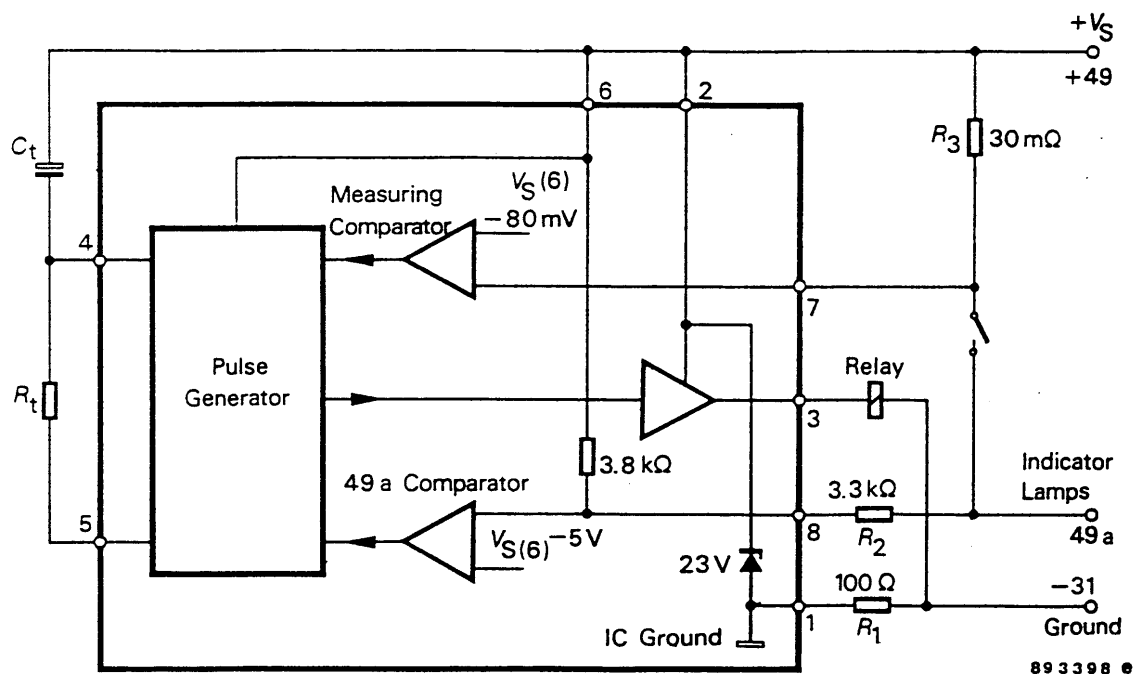 +VS
+49
6
2
R3
30 mΩ
Ct
VS (6)
Measuring
Comparator
−80 mV
4
7
Pulse
Generator
Relay
Rt
3
3.8 kΩ
49 a Comparator
3.3 kΩ
Indicator
Lamps
5
VS(6) −5 V
8
R2
49 a
23 V
100 Ω
−31
1
R1
Ground
IC Ground
89 3398 e